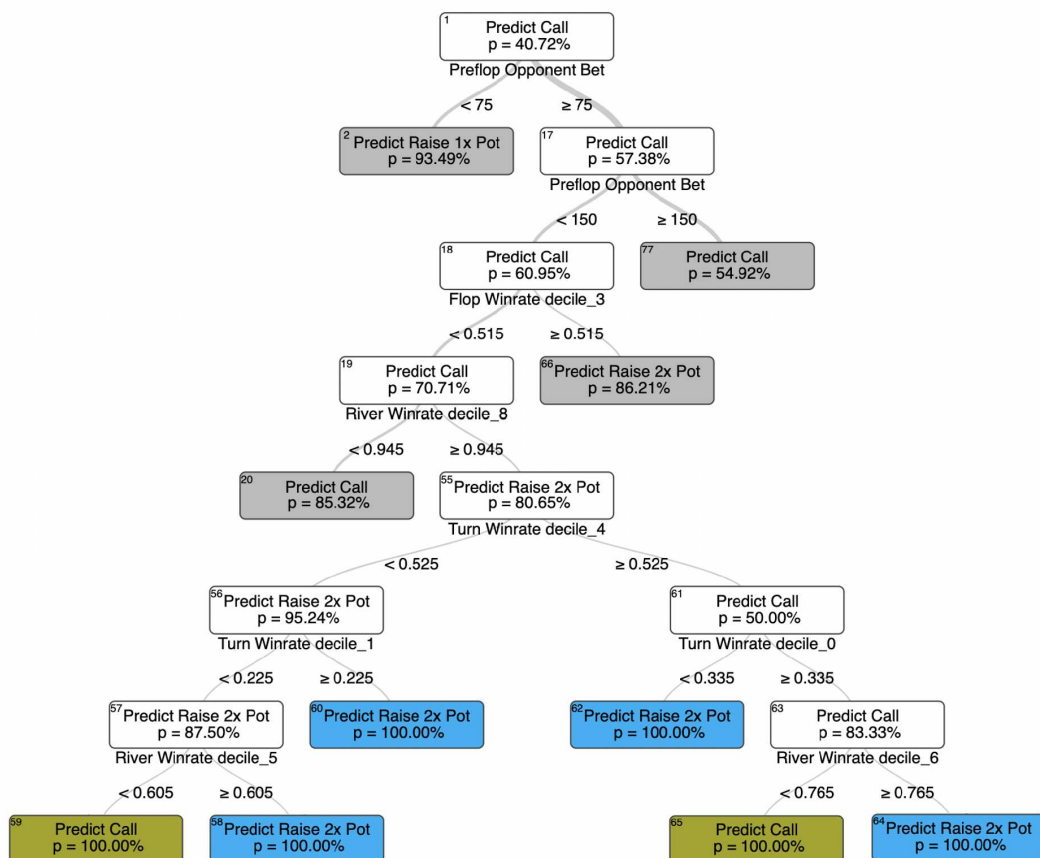 1
Predict Call
p = 40.72%
Preflop Opponent Bet
< 75
≥ 75
2
Predict Raise 1x Pot
p = 93.49%
17
Predict Call
p = 57.38%
Preflop Opponent Bet
< 150
≥ 150
18
Predict Call
p = 60.95%
Flop Winrate decile_3
77
Predict Call
p = 54.92%
< 0.515
≥ 0.515
19
Predict Call
p = 70.71%
River Winrate decile_8
66
Predict Raise 2x Pot
p = 86.21%
< 0.945
≥ 0.945
20
Predict Call
p = 85.32%
55
Predict Raise 2x Pot
p = 80.65%
Turn Winrate decile_4
< 0.525
≥ 0.525
56
Predict Raise 2x Pot
p = 95.24%
Turn Winrate decile_1
61
Predict Call
p = 50.00%
Turn Winrate decile_0
< 0.225
≥ 0.225
< 0.335
≥ 0.335
57
Predict Raise 2x Pot
p = 87.50%
River Winrate decile_5
60
Predict Raise 2x Pot
p = 100.00%
62
Predict Raise 2x Pot
p = 100.00%
63
Predict Call
p = 83.33%
River Winrate decile_6
< 0.605
≥ 0.605
< 0.765
≥ 0.765
59
Predict Call
p = 100.00%
58
Predict Raise 2x Pot
p = 100.00%
65
Predict Call
p = 100.00%
64
Predict Raise 2x Pot
p = 100.00%